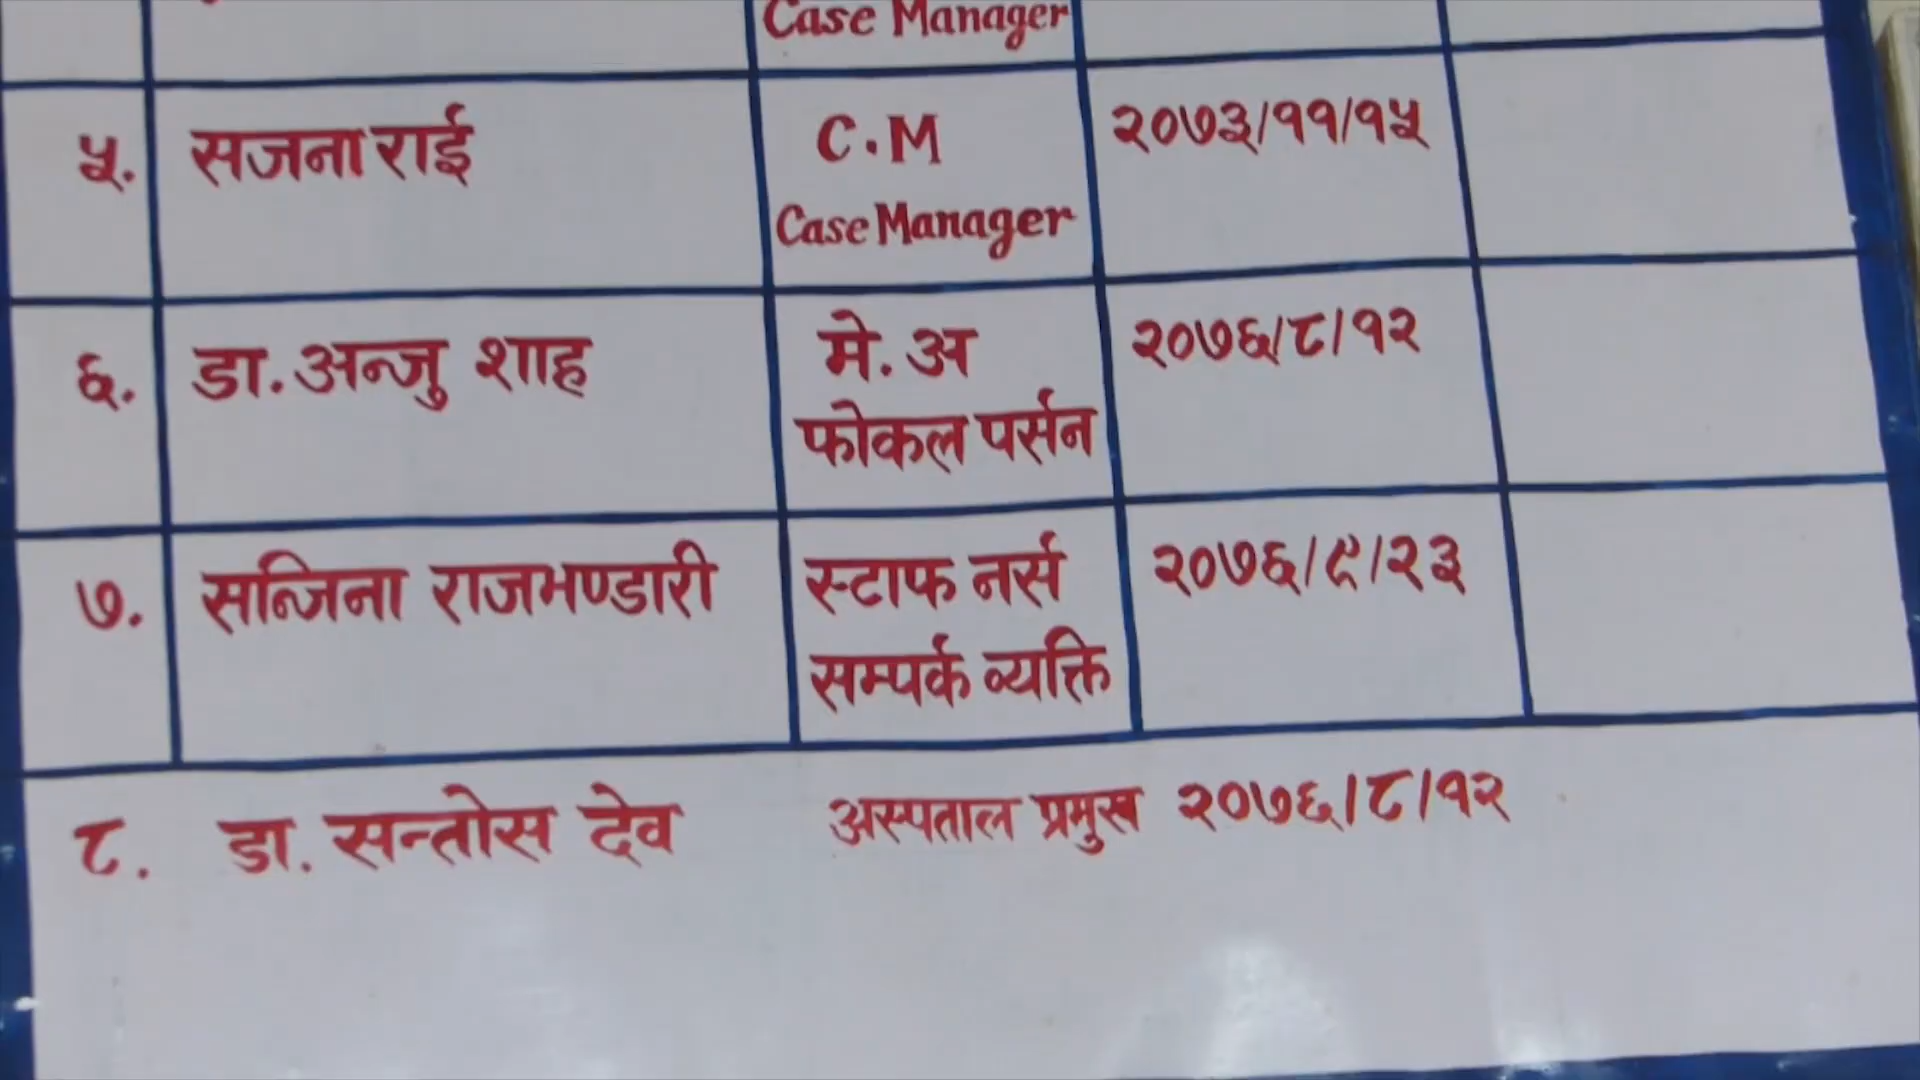 Case Manager
५. सजना राई C.M २०७३/११/१५
Case Manager
६. डा. अन्जु शाह मे. अ २०७६/८/१२
फोकल पर्सन
७. सन्जिना राजभण्डारी स्टाफ नर्स २०७६/९/२३
सम्पर्क व्यक्ति
८. डा. सन्तोस देव अस्पताल प्रमुख २०७६/८/१२